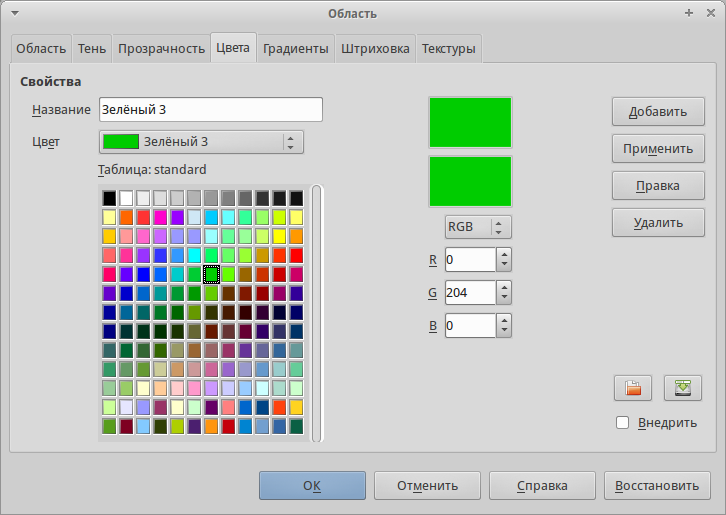 Область
Область Тень Прозрачность Цвета Градиенты Штриховка Текстуры
Свойства
Название Зелёный 3
Цвет Зелёный 3
Таблица: standard
RGB
R 0
G 204
B 0
Добавить
Применить
Правка
Удалить
Внедрить
OK Отменить Справка Восстановить